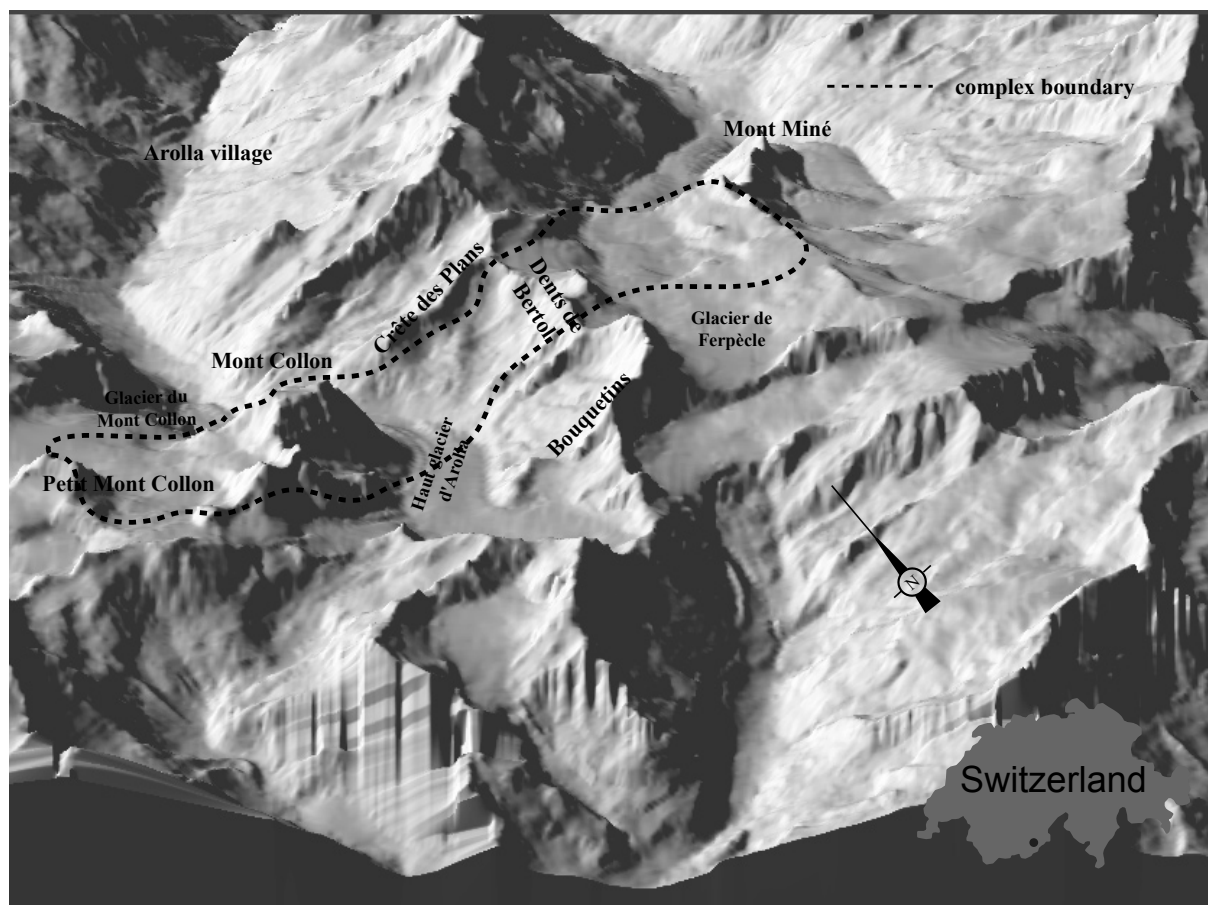 complex boundary
Mont Miné
Arolla village
Crête des Plans
Dents de
Bertol
Glacier de
Ferpècle
Mont Collon
Glacier du
Mont Collon
Bouquetins
Haut glacier
d'Arolla
Petit Mont Collon
N
Switzerland